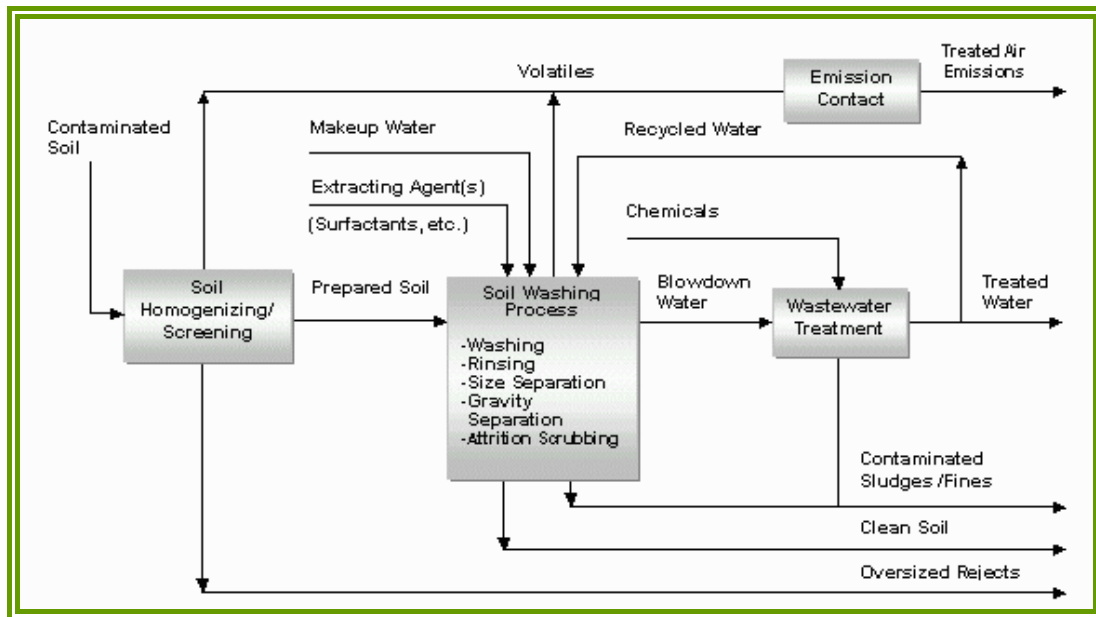 Volatiles
Emission
Contact
Treated Air
Emissions
Contaminated
Soil
Makeup Water
Recycled Water
Extracting Agent(s)
(Surfactants, etc.)
Chemicals
Soil
Homogenizing/
Screening
Prepared Soil
Soil Washing
Process
-Washing
-Rinsing
-Size Separation
-Gravity
Separation
-Attrition Scrubbing
Blowdown
Water
Wastewater
Treatment
Treated
Water
Contaminated
Sludges/Fines
Clean Soil
Oversized Rejects